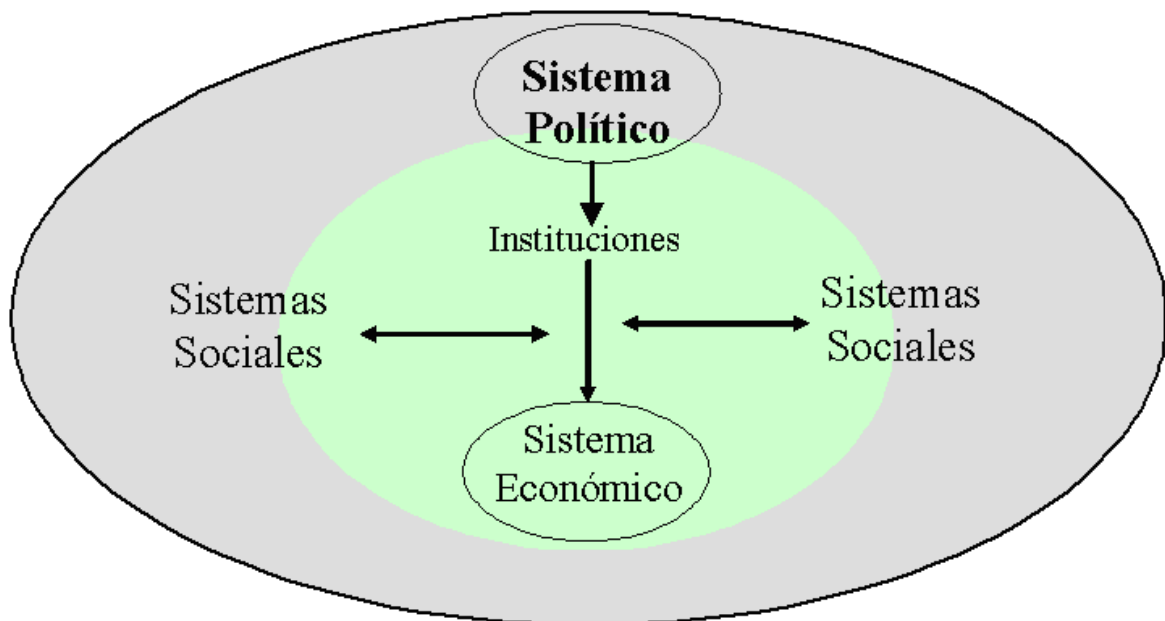 Sistema
Político
Instituciones
Sistemas
Sociales
Sistemas
Sociales
Sistema
Económico